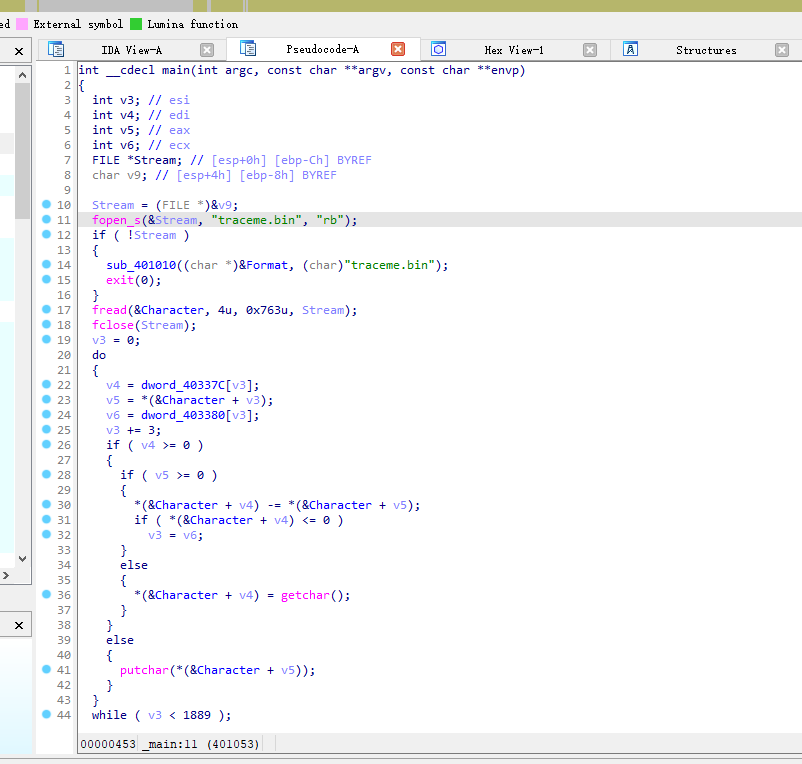 ed External symbol Lumina function
IDA View-A Pseudocode-A Hex View-1 Structures
1 int __cdecl main(int argc, const char **argv, const char **envp)
2 {
3 int v3; // esi
4 int v4; // edi
5 int v5; // eax
6 int v6; // ecx
7 FILE *Stream; // [esp+0h] [ebp-Ch] BYREF
8 char v9; // [esp+4h] [ebp-8h] BYREF
9
10 Stream = (FILE *)&v9;
11 fopen_s(&Stream, "traceme.bin", "rb");
12 if ( !Stream )
13 {
14 sub_401010((char *)&Format, (char)"traceme.bin");
15 exit(0);
16 }
17 fread(&Character, 4u, 0x763u, Stream);
18 fclose(Stream);
19 v3 = 0;
20 do
21 {
22 v4 = dword_40337C[v3];
23 v5 = *(&Character + v3);
24 v6 = dword_403380[v3];
25 v3 += 3;
26 if ( v4 >= 0 )
27 {
28 if ( v5 >= 0 )
29 {
30 *(&Character + v4) -= *(&Character + v5);
31 if ( *(&Character + v4) <= 0 )
32 v3 = v6;
33 }
34 else
35 {
36 *(&Character + v4) = getchar();
37 }
38 }
39 else
40 {
41 putchar(*(&Character + v5));
42 }
43 }
44 while ( v3 < 1889 );
00000453 _main:11 (401053)